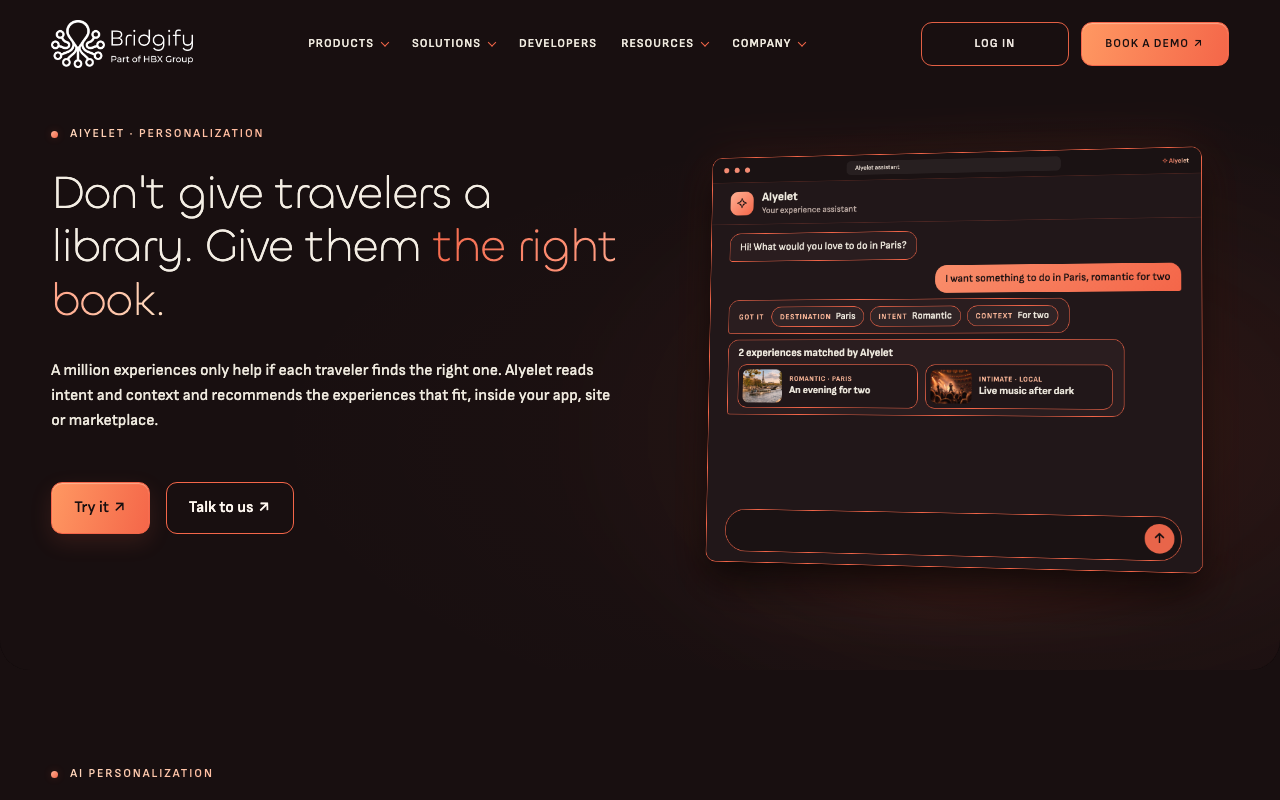 Bridgify
Part of HBX Group
PRODUCTS
SOLUTIONS
DEVELOPERS
RESOURCES
COMPANY
LOG IN
BOOK A DEMO ↗
AIYELET · PERSONALIZATION
Don't give travelers a
library. Give them the right
book.
A million experiences only help if each traveler finds the right one. AIyelet reads
intent and context and recommends the experiences that fit, inside your app, site
or marketplace.
Try it ↗
Talk to us ↗
AIyelet assistant
✧ AIyelet
AIyelet
Your experience assistant
Hi! What would you love to do in Paris?
I want something to do in Paris, romantic for two
GOT IT DESTINATION Paris INTENT Romantic CONTEXT For two
2 experiences matched by AIyelet
ROMANTIC · PARIS
An evening for two
INTIMATE · LOCAL
Live music after dark
AI PERSONALIZATION